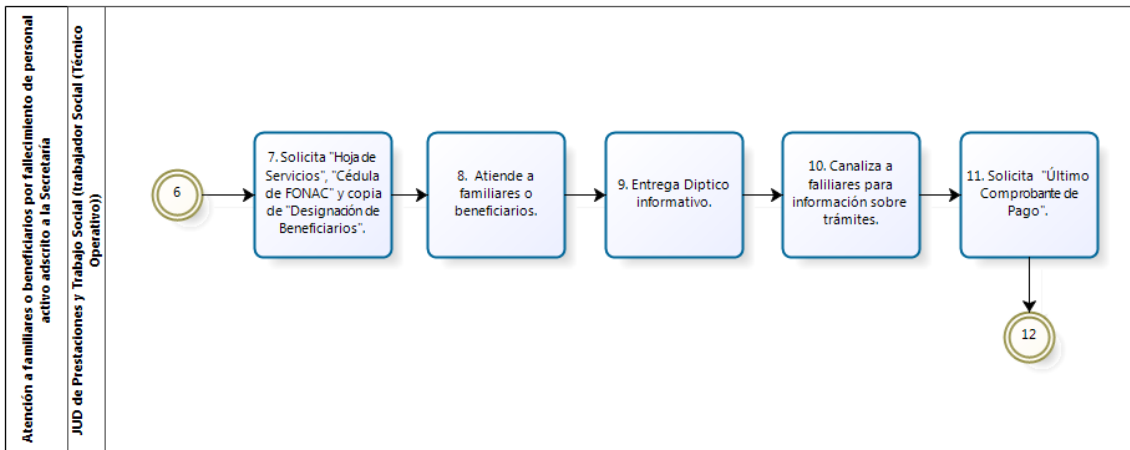 Atención a familiares o beneficiarios por fallecimiento de personal
activo adscrito a la Secretaría
JUD de Prestaciones y Trabajo Social (trabajador Social (Técnico
Operativo))
6
7. Solicita "Hoja de
Servicios", "Cédula
de FONAC" y copia
de "Designación de
Beneficiarios".
8. Atiende a
familiares o
beneficiarios.
9. Entrega Diptico
informativo.
10. Canaliza a
faliliares para
información sobre
trámites.
11. Solicita "Último
Comprobante de
Pago".
12